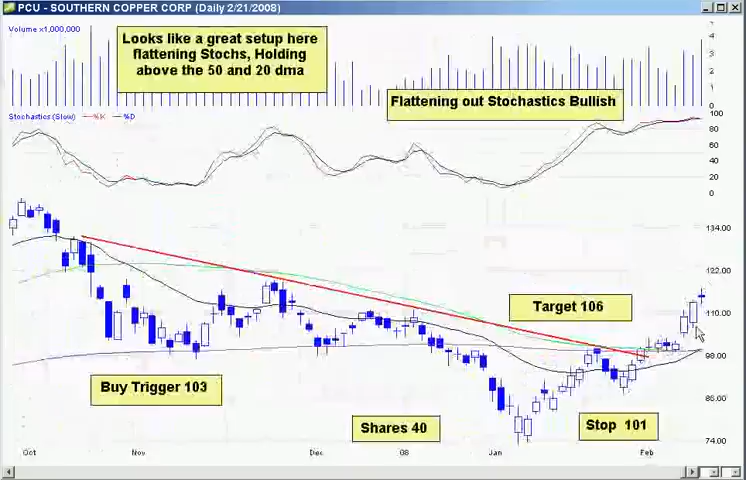 PCU - SOUTHERN COPPER CORP (Daily 2/21/2008)
Volume x1,000,000
Looks like a great setup here
flattening Stochs, Holding
above the 50 and 20 dma
4
3
2
1
0
Flattening out Stochastics Bullish
Stochastics (Slow) %K %D
100
80
60
40
20
0
134.00
122.00
110.00
98.00
86.00
74.00
Target 106
Buy Trigger 103
Shares 40
Stop 101
Oct Nov Dec 08 Jan Feb